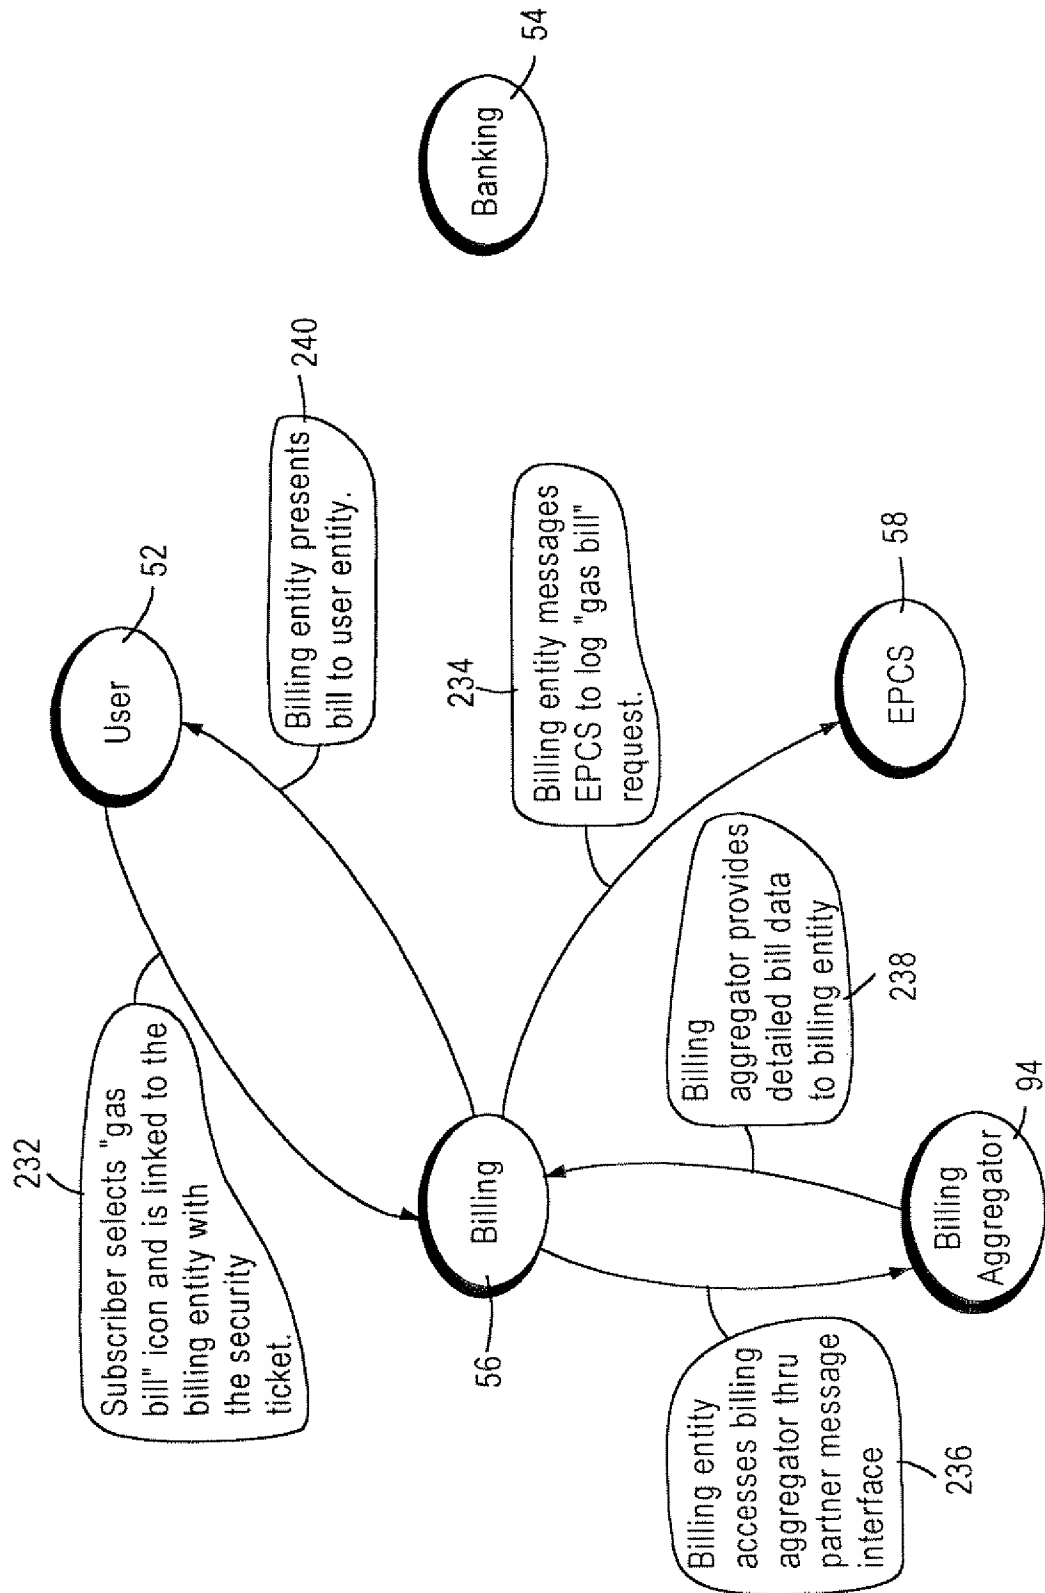 232
Subscriber selects "gas
bill" icon and is linked to the
billing entity with
the security
ticket.
User
52
Billing entity presents
bill to user entity.
240
Banking
54
Billing
56
234
Billing entity messages
EPCS to log "gas bill"
request.
Billing entity
accesses billing
aggregator thru
partner message
interface
236
Billing
aggregator provides
detailed bill data
to billing entity
238
EPCS
58
Billing
Aggregator
94